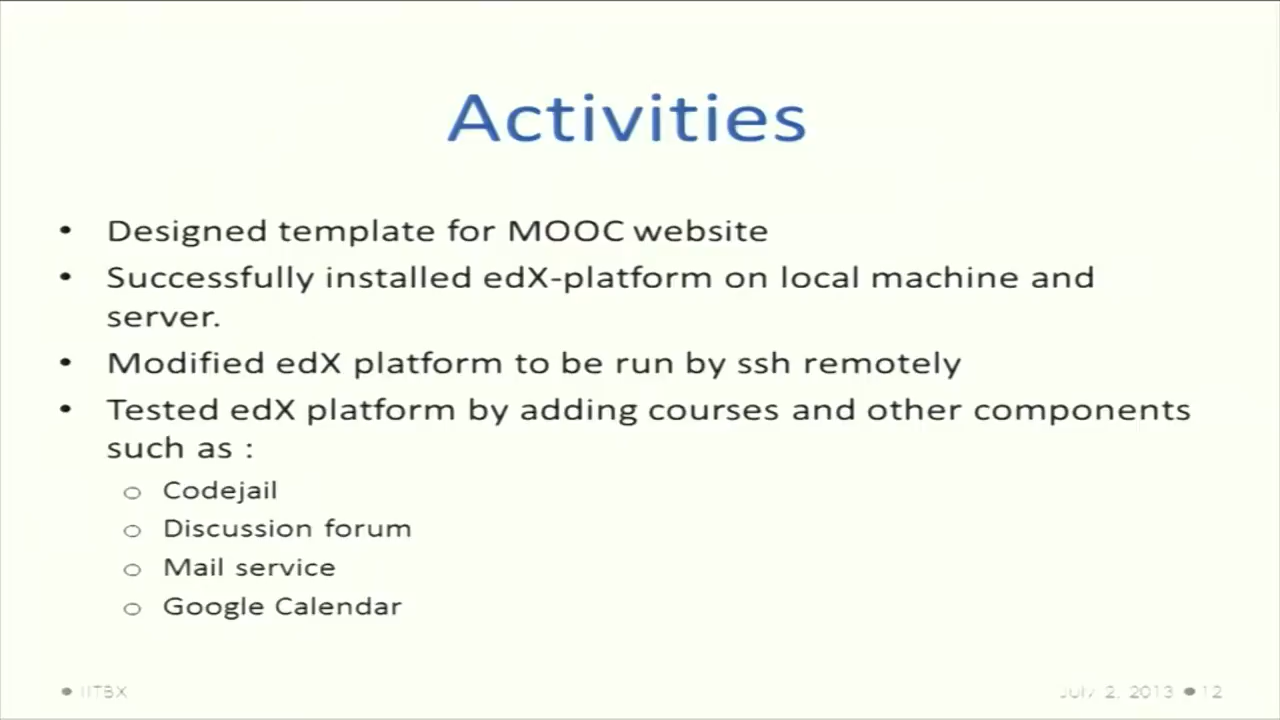 Activities
• Designed template for MOOC website
• Successfully installed edX-platform on local machine and
server.
• Modified edX platform to be run by ssh remotely
• Tested edX platform by adding courses and other components
such as :
o Codejail
o Discussion forum
o Mail service
o Google Calendar
● IITBX
July 2, 2013 ● 12